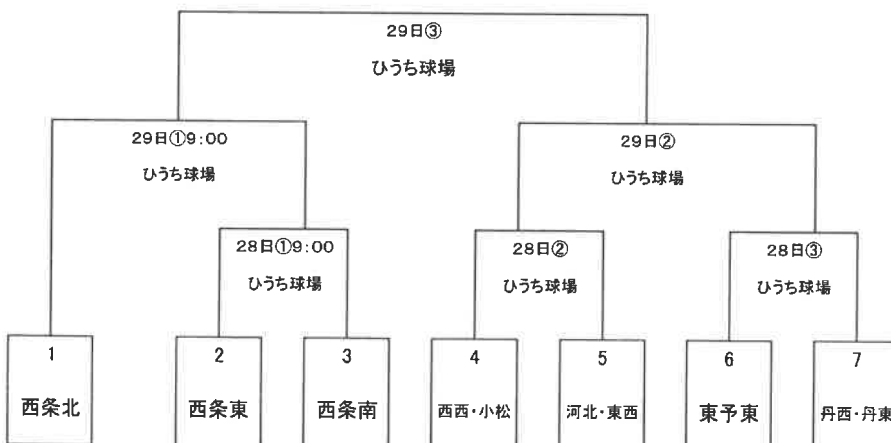 29日③
ひうち球場
29日①9:00
ひうち球場
29日②
ひうち球場
28日①9:00
ひうち球場
28日②
ひうち球場
28日③
ひうち球場
1
西条北
2
西条東
3
西条南
4
西西・小松
5
河北・東西
6
東予東
7
丹西・丹東